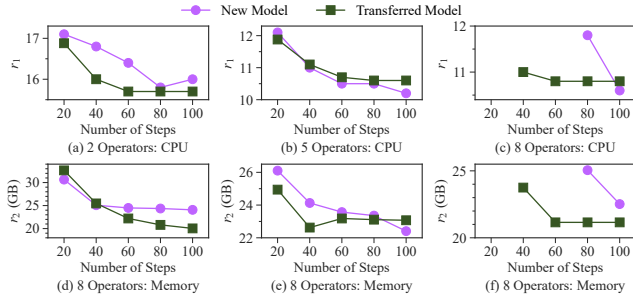 New Model
Transferred Model
17
16
r1
20 40 60 80 100
Number of Steps
(a) 2 Operators: CPU
13
12
11
10
r1
20 40 60 80 100
Number of Steps
(b) 5 Operators: CPU
11
r1
20 40 60 80 100
Number of Steps
(c) 8 Operators: CPU
30
25
20
r2 (GB)
20 40 60 80 100
Number of Steps
(d) 8 Operators: Memory
26
24
22
r2 (GB)
20 40 60 80 100
Number of Steps
(e) 8 Operators: Memory
25
20
r2 (GB)
20 40 60 80 100
Number of Steps
(f) 8 Operators: Memory